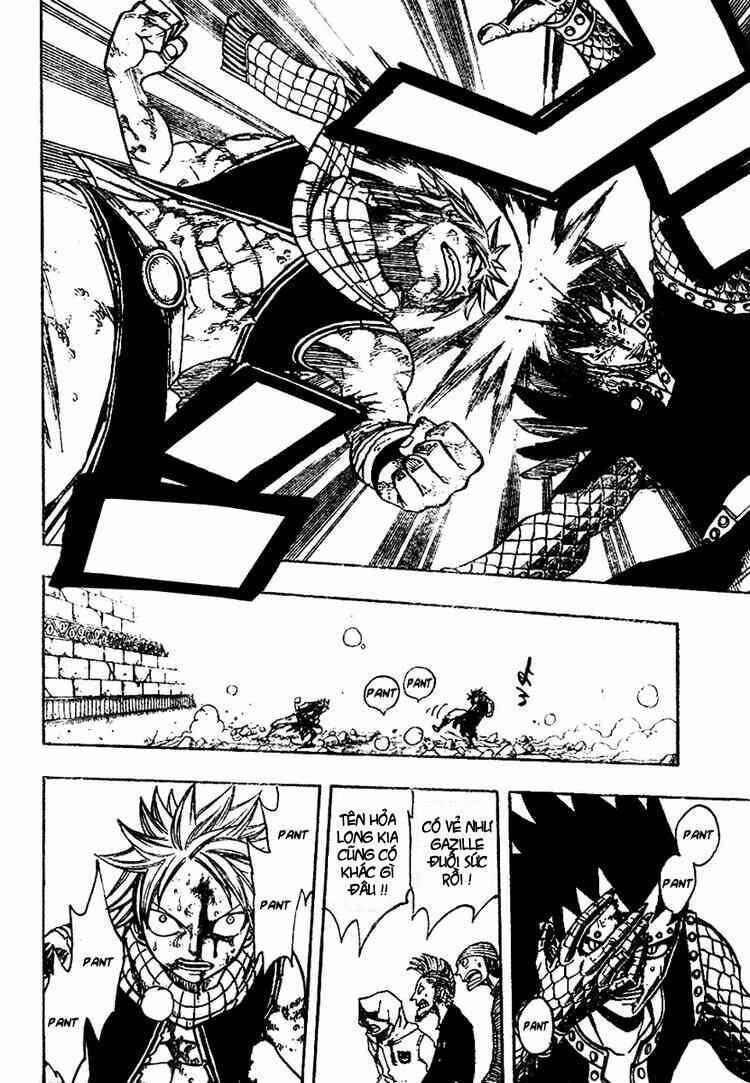 PANT
PANT
PANT
PANT
CÓ VẺ NHƯ
GAZILLE
ĐUỐI SỨC
RỒI !
TÊN HỎA
LONG KIA
CŨNG CÓ
KHÁC GÌ
ĐÂU !!
PANT
PANT
PANT
PANT
PANT